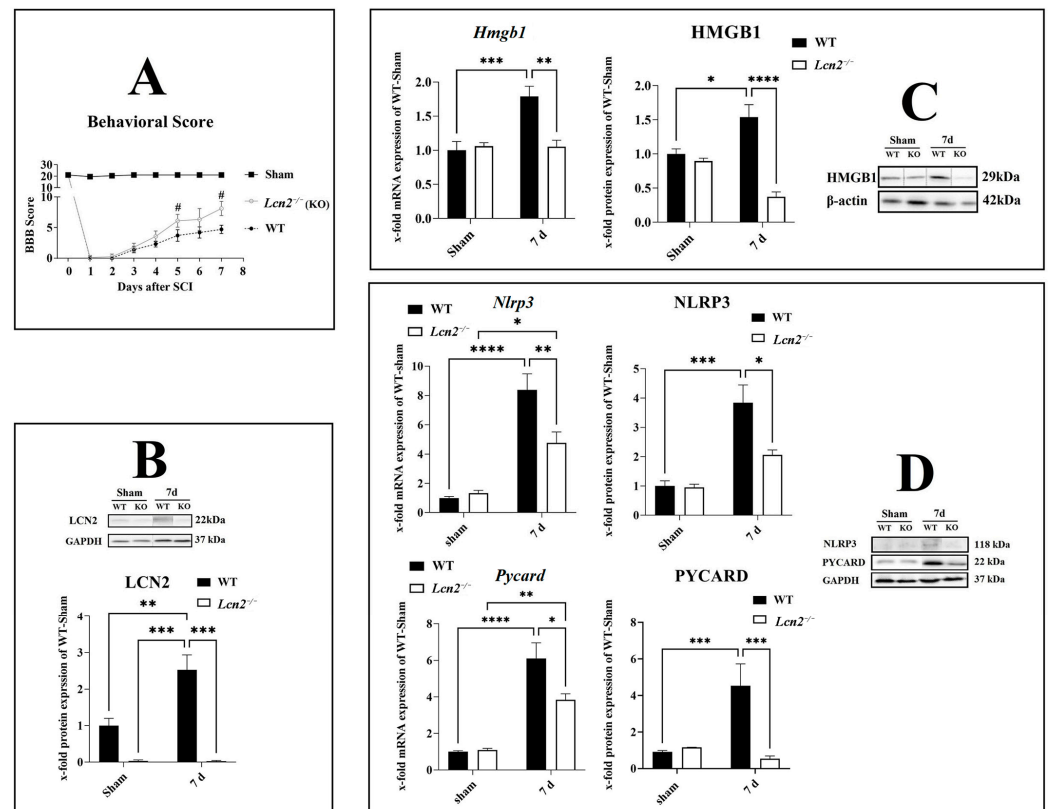 A
Behavioral Score
BBB Score
30
20
10
5
0
0 1 2 3 4 5 6 7 8
Days after SCI
# #
Sham
Lcn2⁻/⁻ (KO)
WT
B
Sham 7d
WT KO WT KO
LCN2 22kDa
GAPDH 37 kDa
LCN2
WT
Lcn2⁻/⁻
** *** ***
x-fold protein exprssion of WT-Sham
4
3
2
1
0
Sham 7 d
Hmgb1
*** **
x-fold mRNA expression of WT-Sham
2.0
1.5
1.0
0.5
0.0
Sham 7 d
HMGB1
WT
Lcn2⁻/⁻
* ****
x-fold protein expression of WT-Sham
2.0
1.5
1.0
0.5
0.0
Sham 7 d
C
Sham 7d
WT KO WT KO
HMGB1 29kDa
β-actin 42kDa
Nlrp3
WT
Lcn2⁻/⁻
* **** **
x-fold mRNA expression of WT-Sham
10
8
6
4
2
0
sham 7 d
NLRP3
WT
Lcn2⁻/⁻
*** *
x-fold protein expression of WT-Sham
5
4
3
2
1
0
Sham 7 d
Pycard
WT
Lcn2⁻/⁻
** **** *
x-fold mRNA expression of WT-Sham
8
6
4
2
0
sham 7 d
PYCARD
WT
Lcn2⁻/⁻
*** ***
x-fold protein expression of WT-Sham
6
4
2
0
Sham 7 d
D
Sham 7d
WT KO WT KO
NLRP3 118 kDa
PYCARD 22 kDa
GAPDH 37 kDa